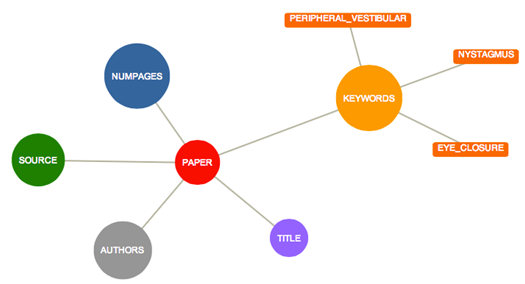 PERIPHERAL_VESTIBULAR
NYSTAGMUS
NUMPAGES
KEYWORDS
EYE_CLOSURE
SOURCE
PAPER
TITLE
AUTHORS